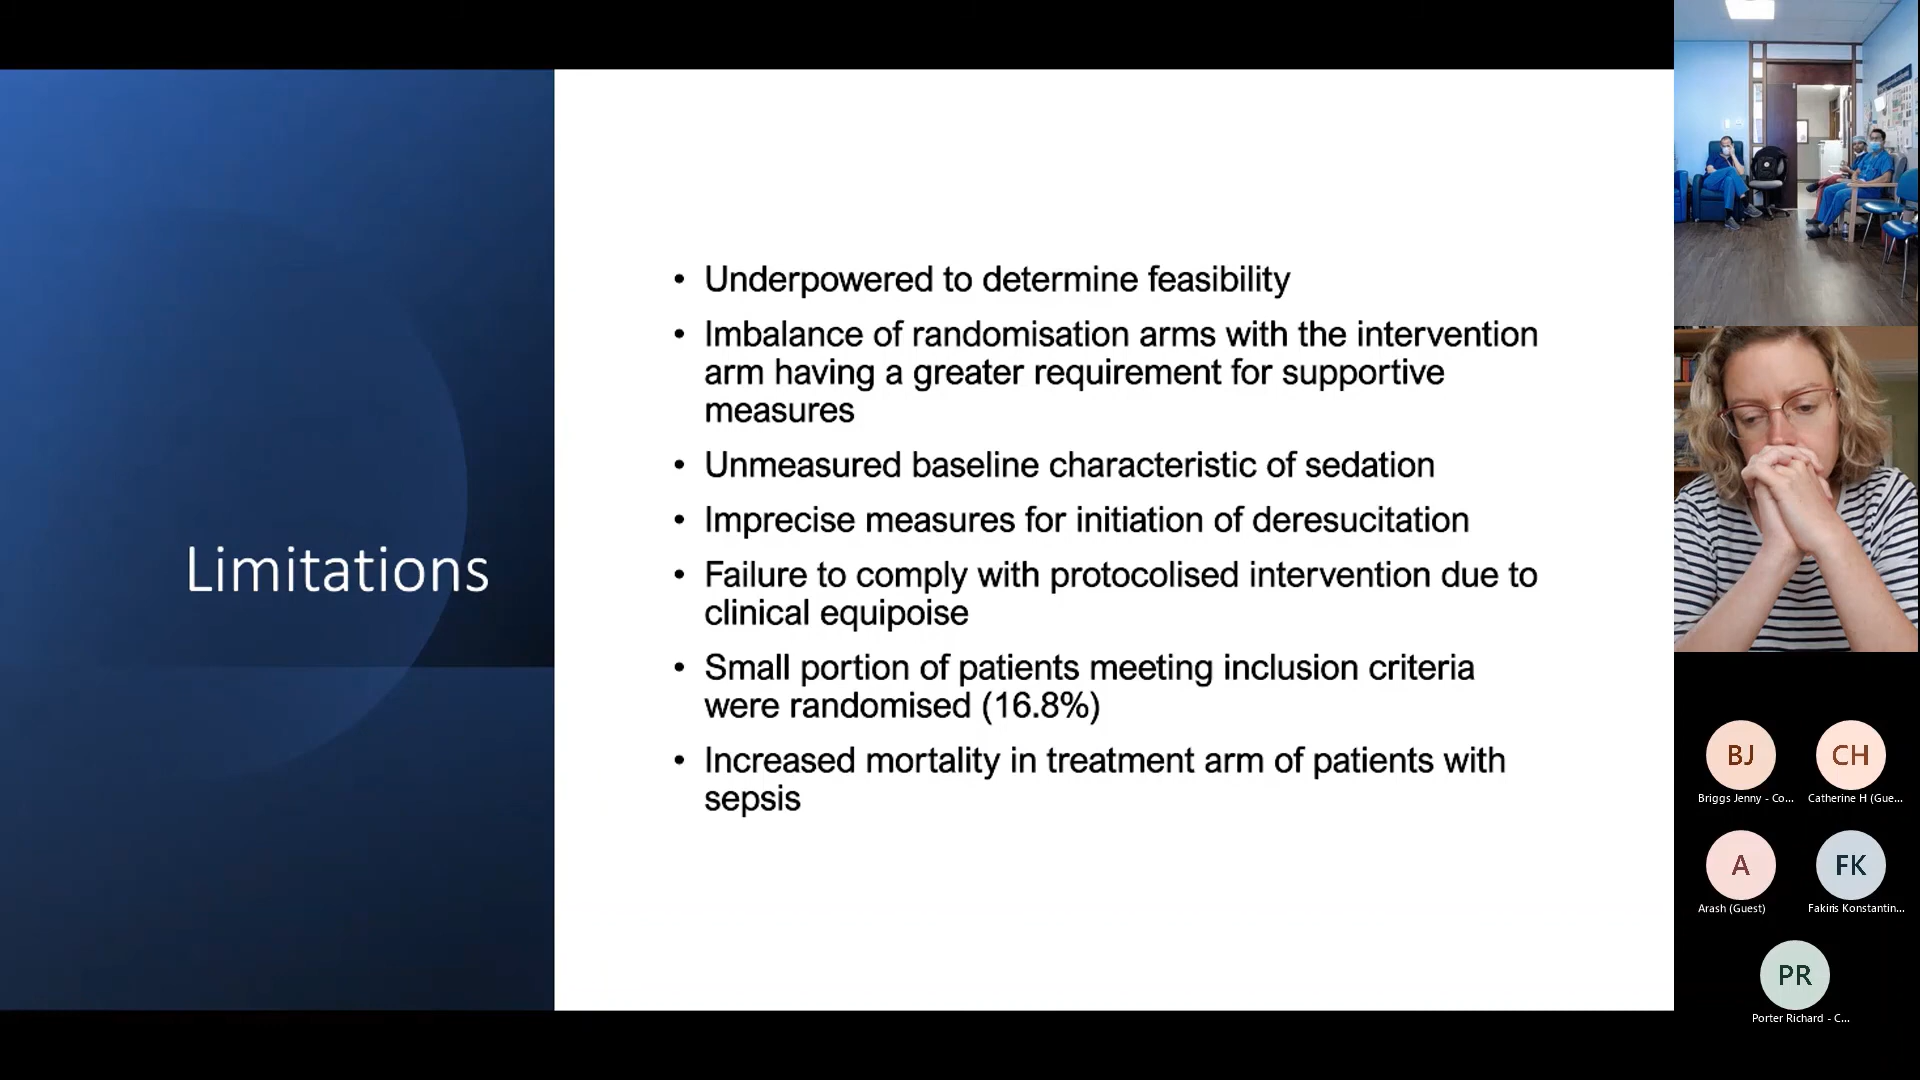 Limitations
• Underpowered to determine feasibility
• Imbalance of randomisation arms with the intervention
arm having a greater requirement for supportive
measures
• Unmeasured baseline characteristic of sedation
• Imprecise measures for initiation of deresucitation
• Failure to comply with protocolised intervention due to
clinical equipoise
• Small portion of patients meeting inclusion criteria
were randomised (16.8%)
• Increased mortality in treatment arm of patients with
sepsis
BJ
CH
Briggs Jenny - Co...
Catherine H (Gue...
A
FK
Arash (Guest)
Fakiris Konstantin...
PR
Porter Richard - C...